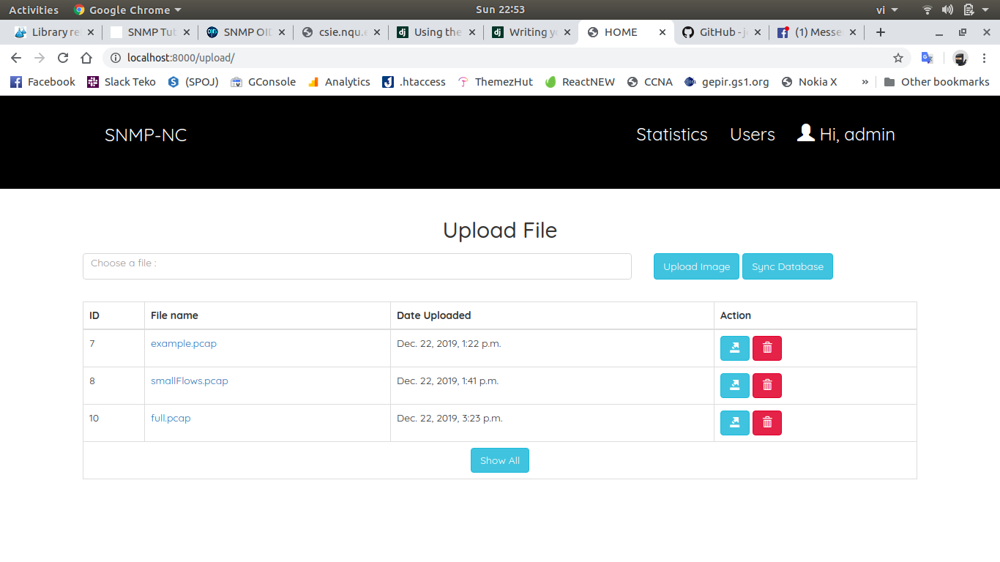 Activities Google Chrome Sun 22:53 vi
Library re SNMP Tut SNMP OID csie.nqu.e Using the Writing yo HOME GitHub - j (1) Messe
localhost:8000/upload/
Facebook Slack Teko (SPOJ) GConsole Analytics .htaccess ThemezHut ReactNEW CCNA gepir.gs1.org Nokia X » Other bookmarks
SNMP-NC Statistics Users Hi, admin
Upload File
Choose a file : Upload Image Sync Database
ID File name Date Uploaded Action
7 example.pcap Dec. 22, 2019, 1:22 p.m.
8 smallFlows.pcap Dec. 22, 2019, 1:41 p.m.
10 full.pcap Dec. 22, 2019, 3:23 p.m.
Show All